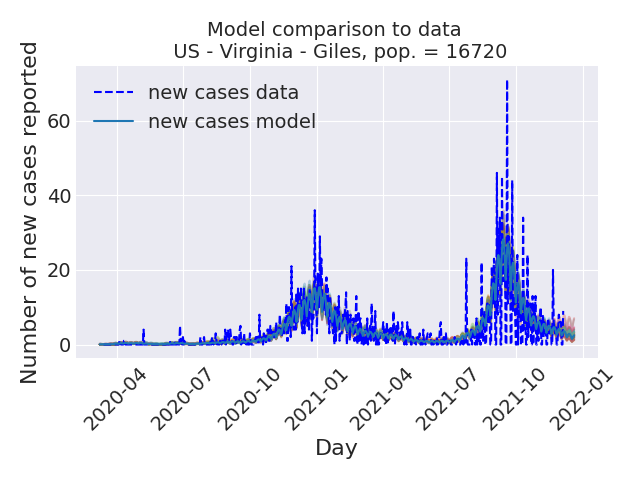 Model comparison to data
US - Virginia - Giles, pop. = 16720
new cases data
new cases model
Number of new cases reported
60
40
20
0
2020-04
2020-07
2020-10
2021-01
2021-04
2021-07
2021-10
2022-01
Day